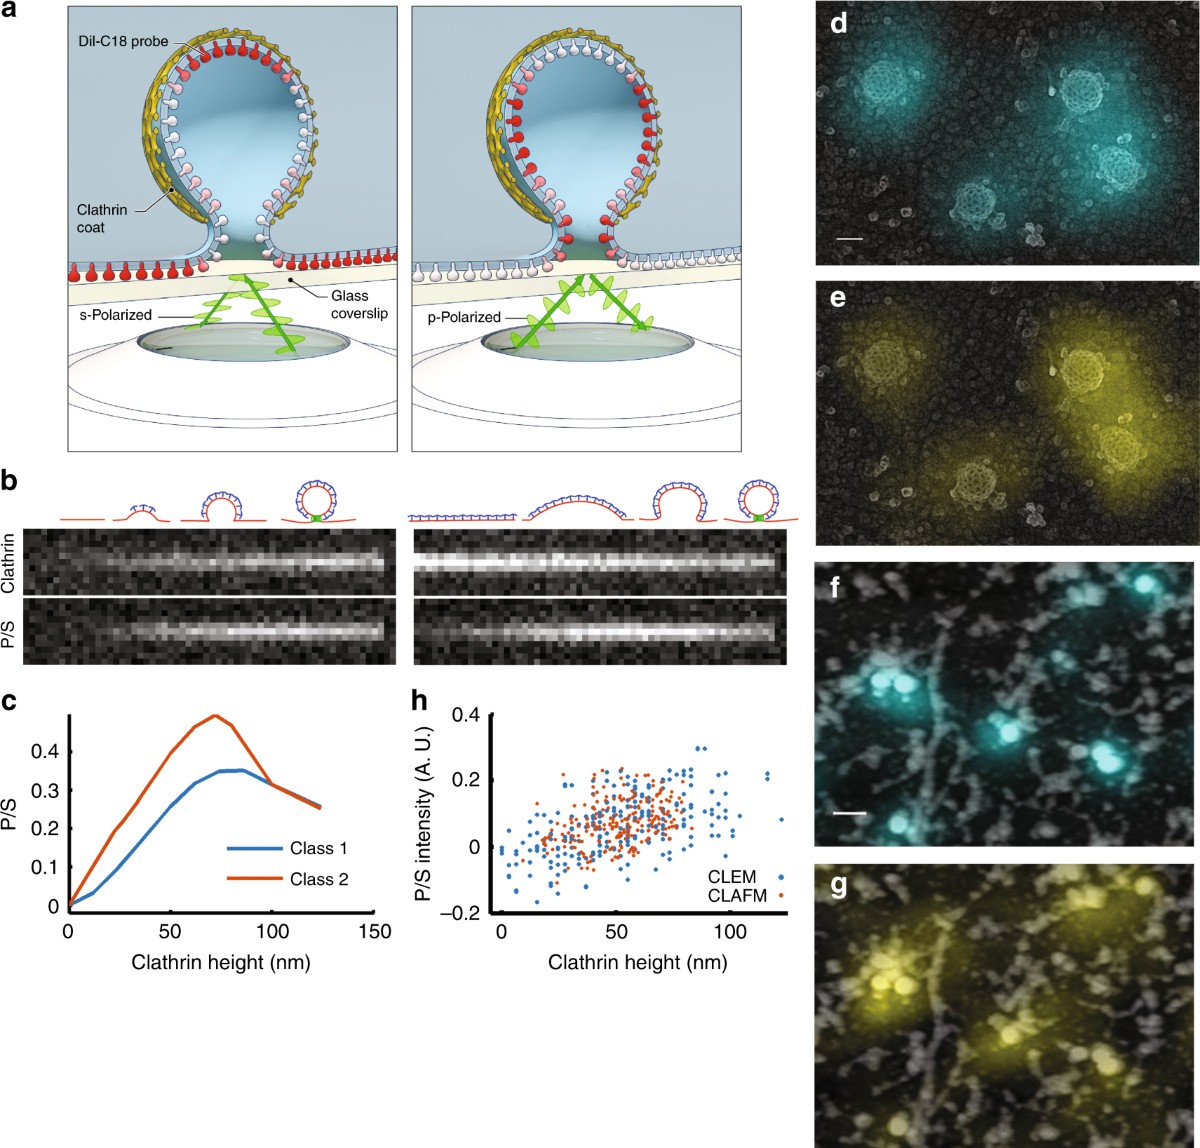 a
Dil-C18 probe
Clathrin
coat
s-Polarized
Glass
coverslip
p-Polarized
b
Clathrin
P/S
c
P/S
0.4
0.3
0.2
0.1
0
0
50
100
150
Class 1
Class 2
Clathrin height (nm)
h
P/S intensity (A. U.)
0.4
0.2
0
–0.2
0
50
100
CLEM
CLAFM
Clathrin height (nm)
d
e
f
g